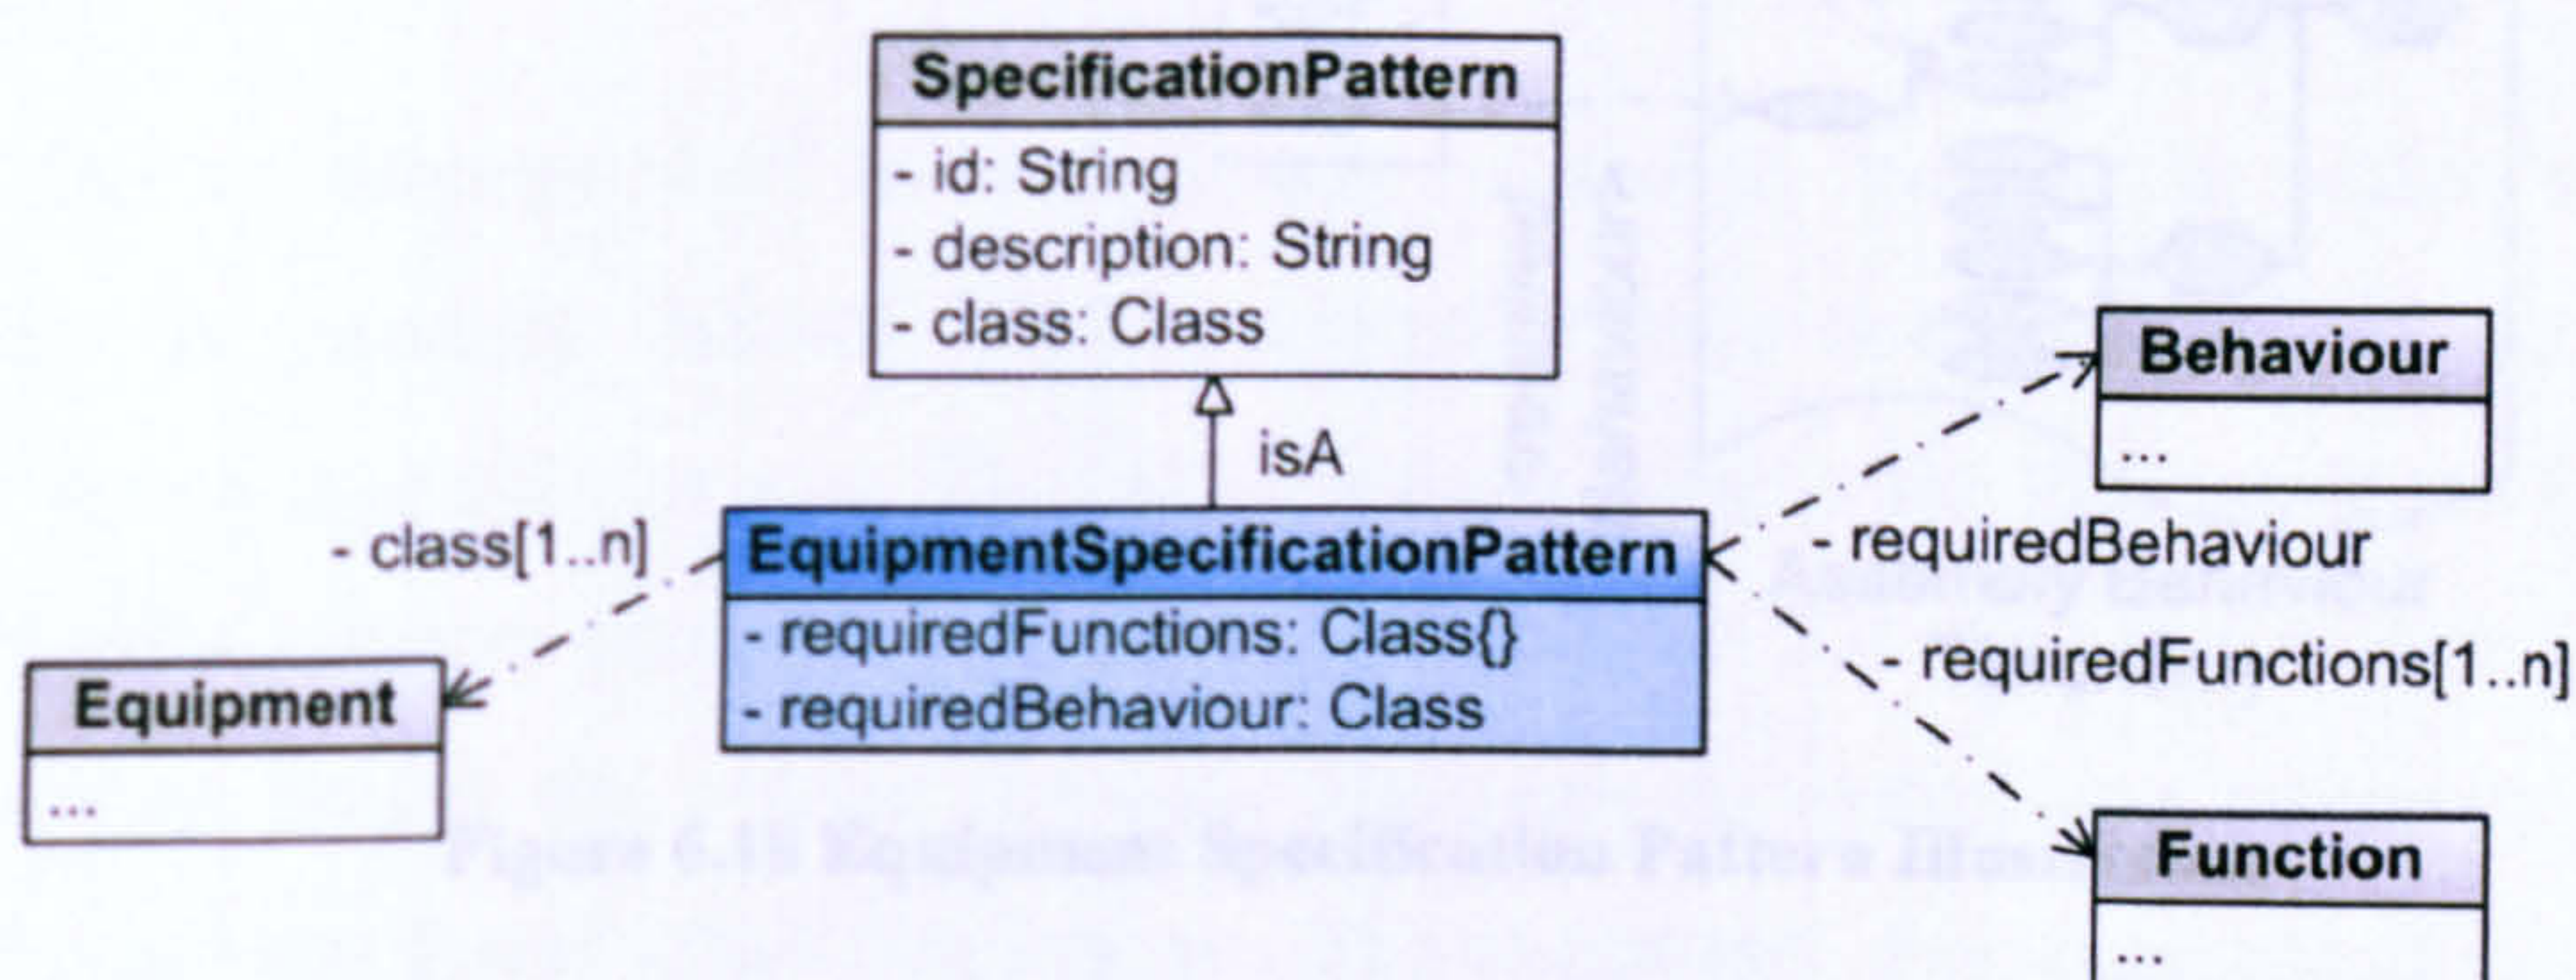 SpecificationPattern
- id: String
- description: String
- class: Class
isA
Behaviour
...
- requiredBehaviour
- class[1..n]
EquipmentSpecificationPattern
- requiredFunctions: Class{}
- requiredBehaviour: Class
- requiredFunctions[1..n]
Equipment
...
Function
...